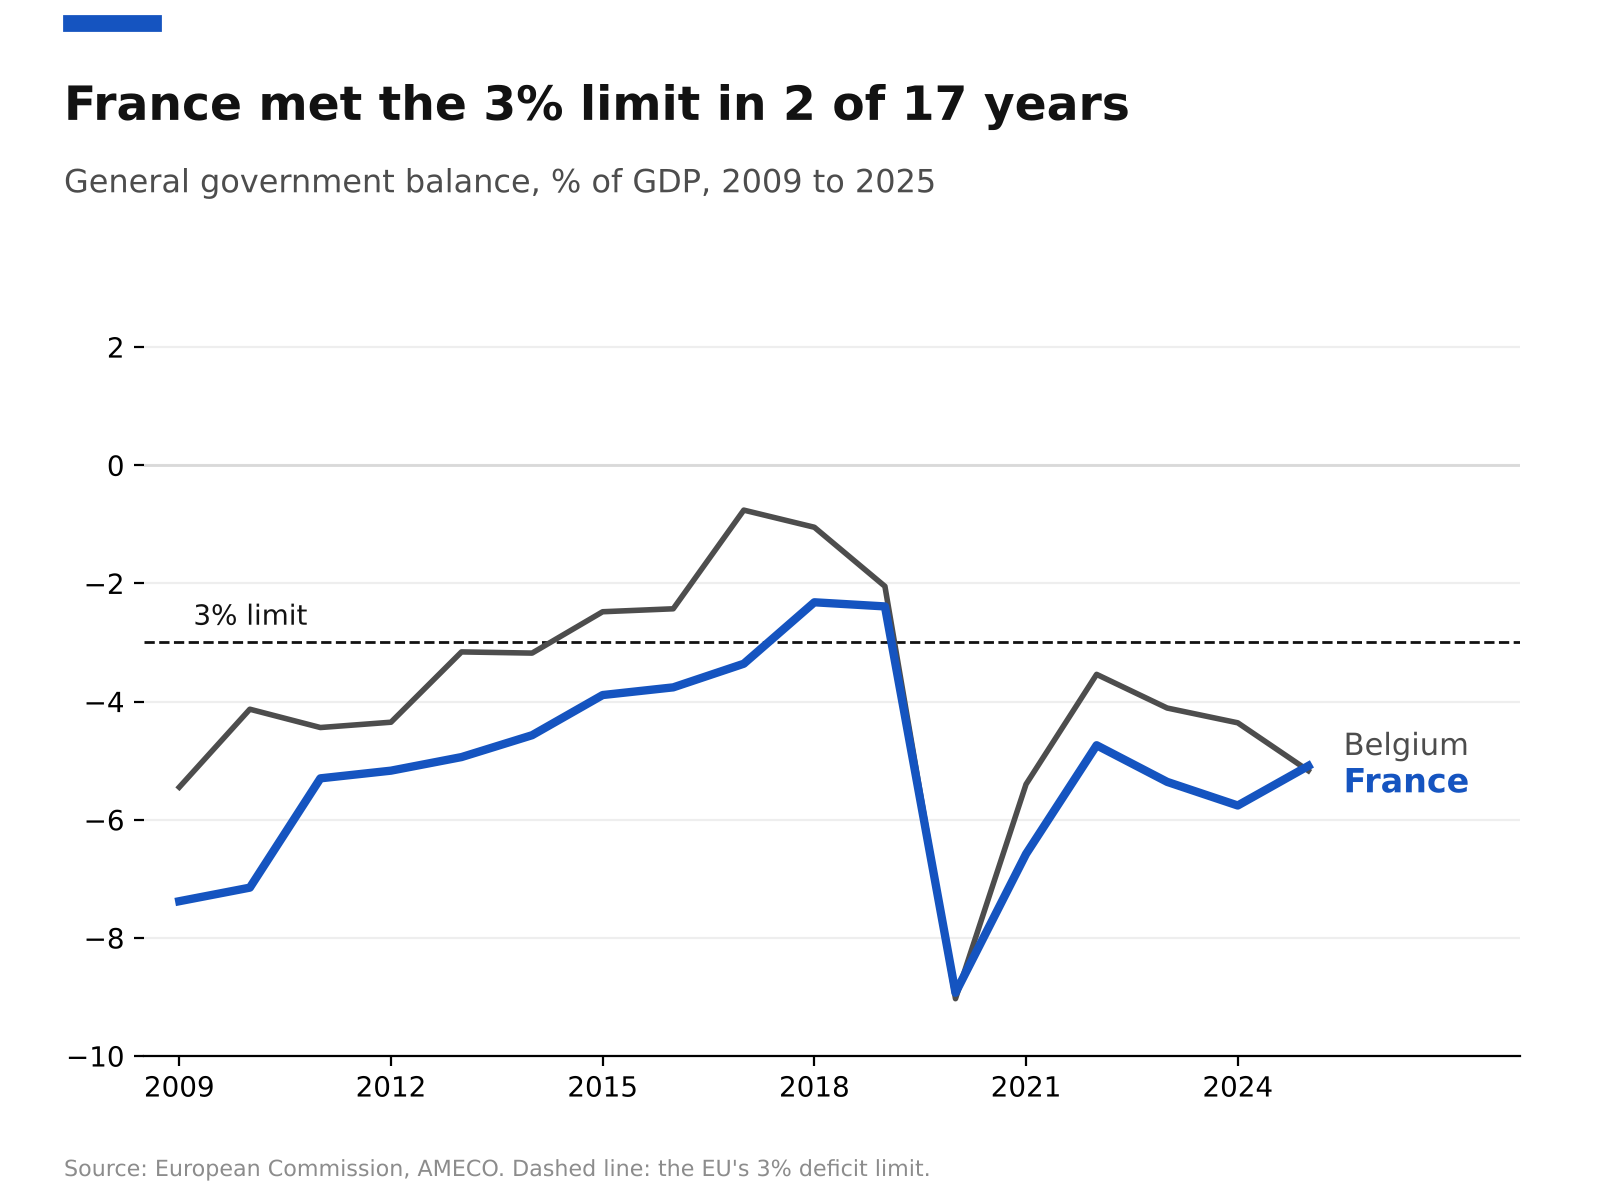 France met the 3% limit in 2 of 17 years
General government balance, % of GDP, 2009 to 2025
2
0
−2
3% limit
−4
Belgium
France
−6
−8
−10
2009 2012 2015 2018 2021 2024
Source: European Commission, AMECO. Dashed line: the EU's 3% deficit limit.